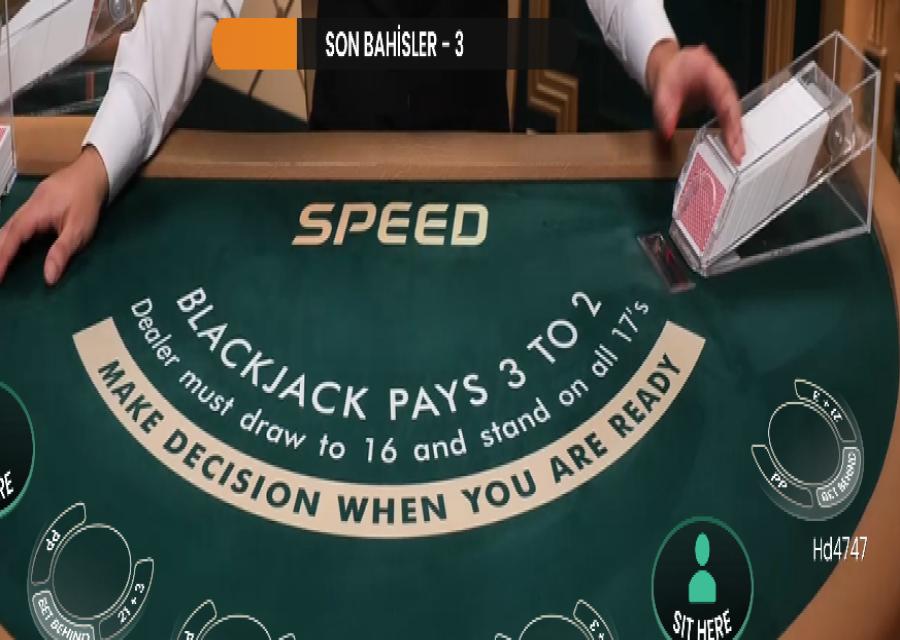 SON BAHİSLER - 3
SPEED
BLACKJACK PAYS 3 TO 2
Dealer must draw to 16 and stand on all 17's
MAKE DECISION WHEN YOU ARE READY
21 + 3
PP
BET BEHIND
Hd4747
RE
PP
21 + 3
BET BEHIND
SIT HERE